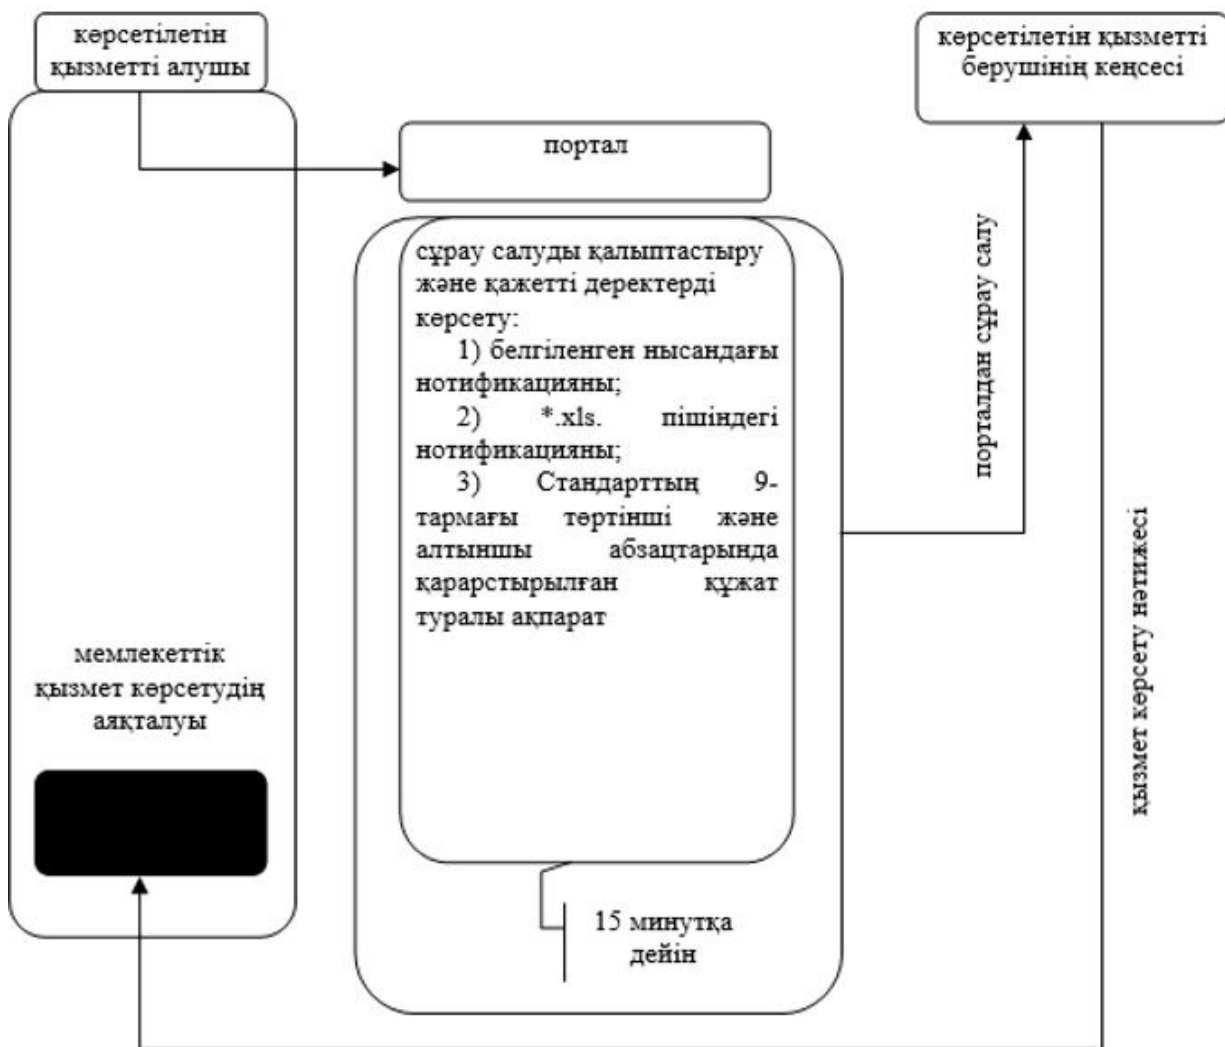 көрсетілетін
қызметті алушы
көрсетілетін қызметті
берушінің кеңсесі
портал
сұрау салуды қалыптастыру
және қажетті деректерді
көрсету:
1) белгіленген нысандағы
нотификацияны;
2) *.xls. пішіндегі
нотификацияны;
3) Стандарттың 9-
тармағы төртінші және
алтыншы абзацтарында
қарарстырылған құжат
туралы ақпарат
порталдан сұрау салу
қызмет көрсету нәтижесі
мемлекеттік
қызмет көрсетудің
аяқталуы
15 минутқа
дейін